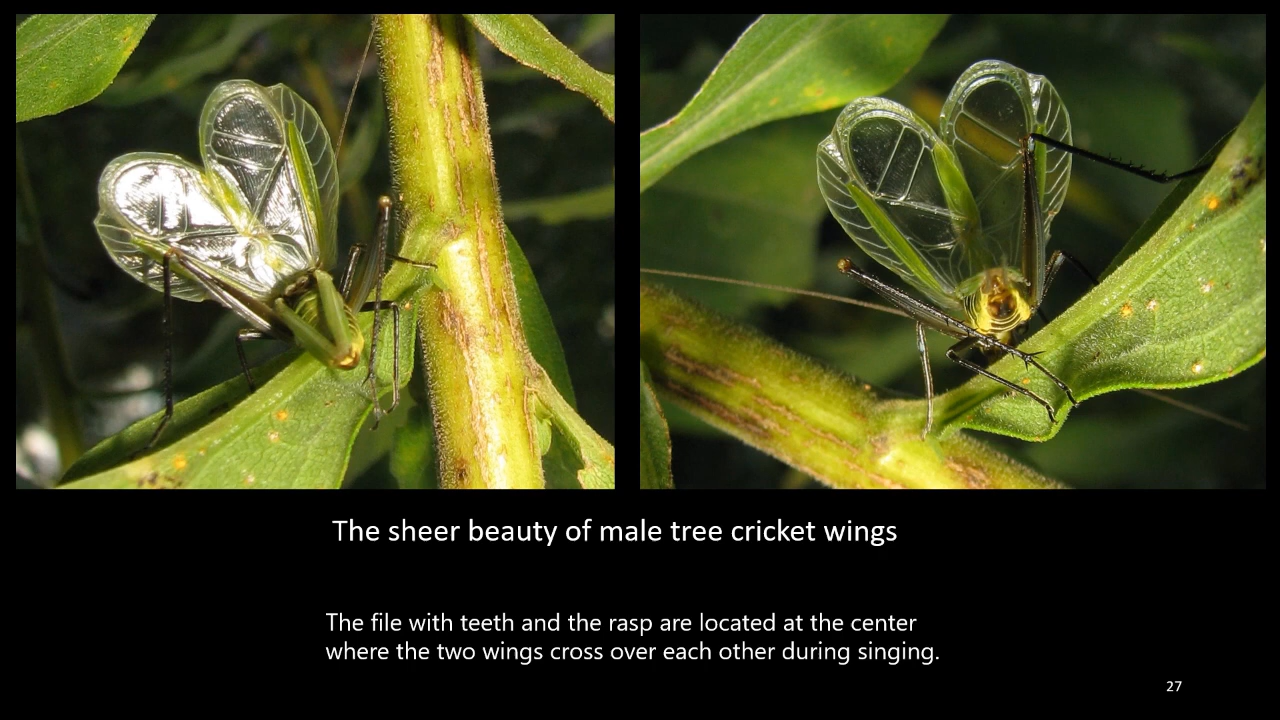 The sheer beauty of male tree cricket wings
The file with teeth and the rasp are located at the center
where the two wings cross over each other during singing.
27